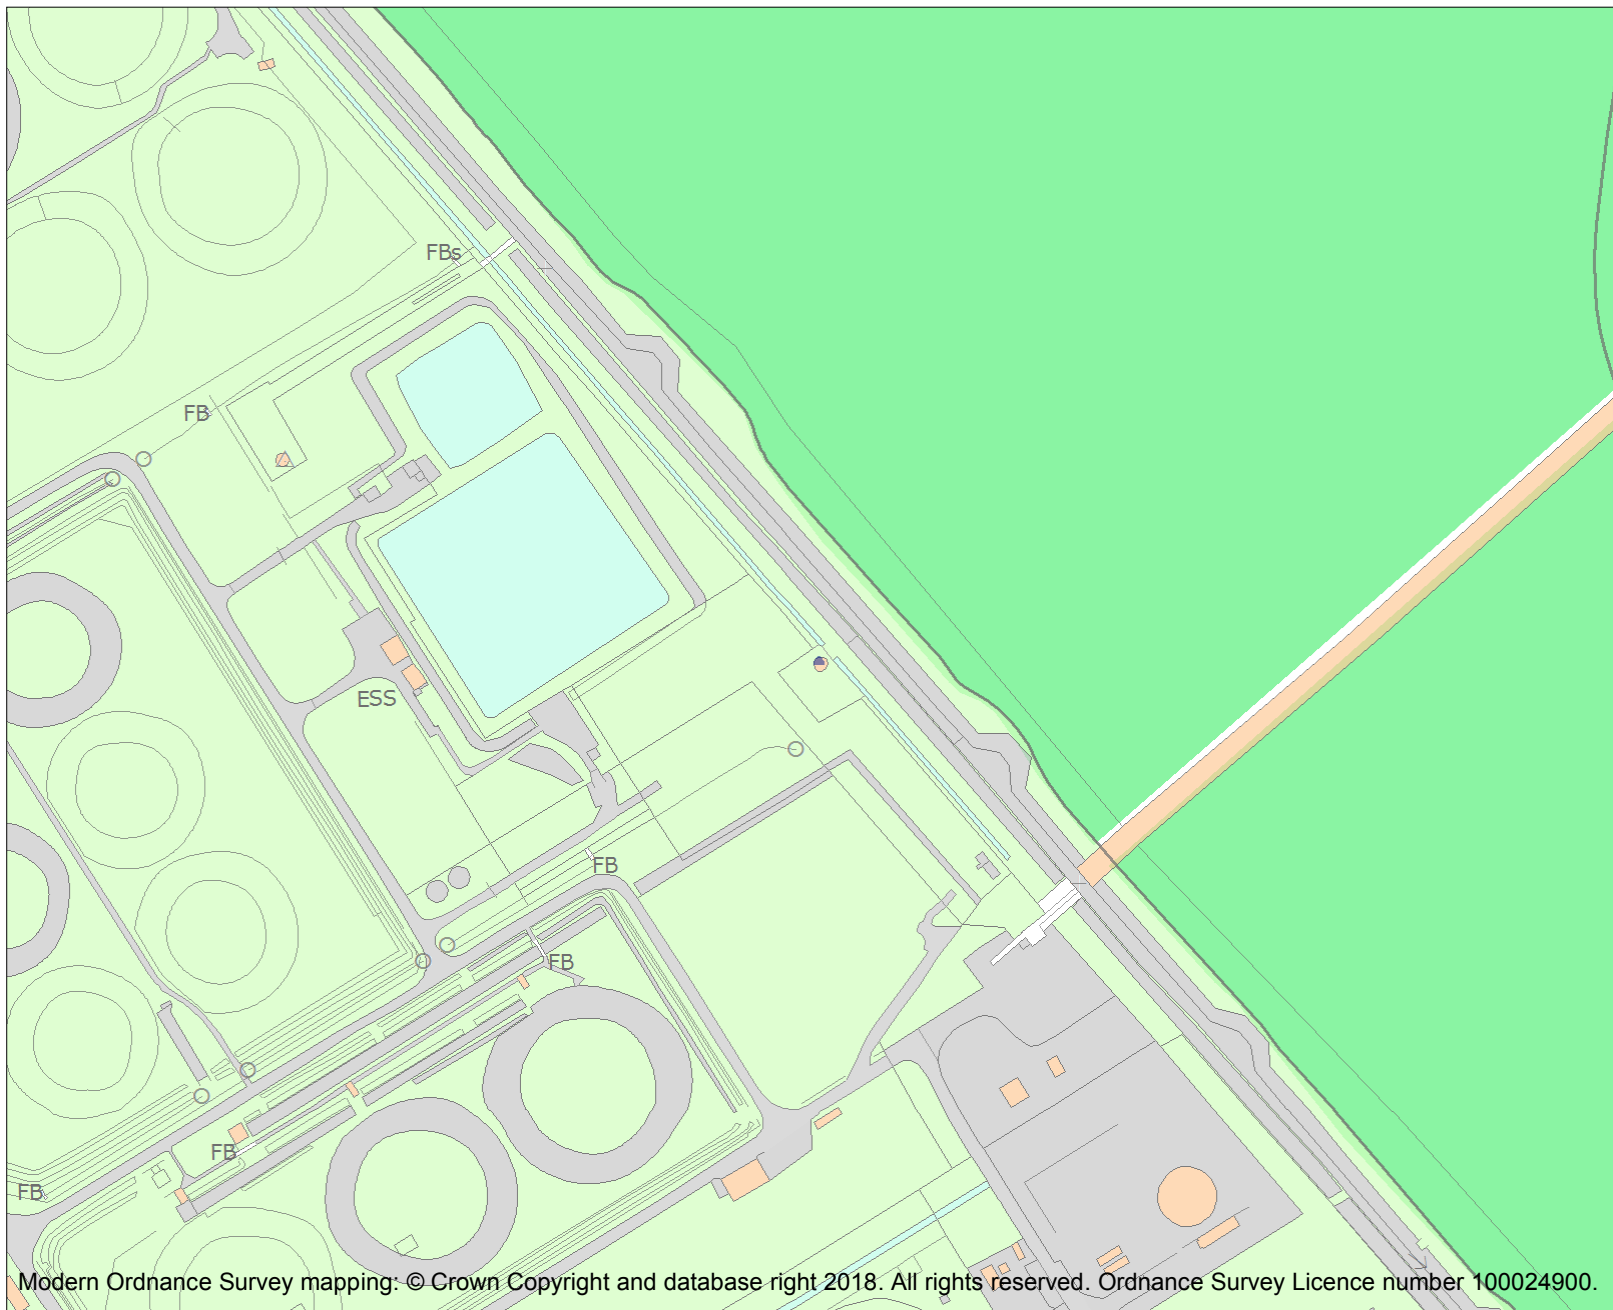 FBs
FB
ESS
FB
FB
FB
FB
Modern Ordnance Survey mapping: © Crown Copyright and database right 2018. All rights reserved. Ordnance Survey Licence number 100024900.